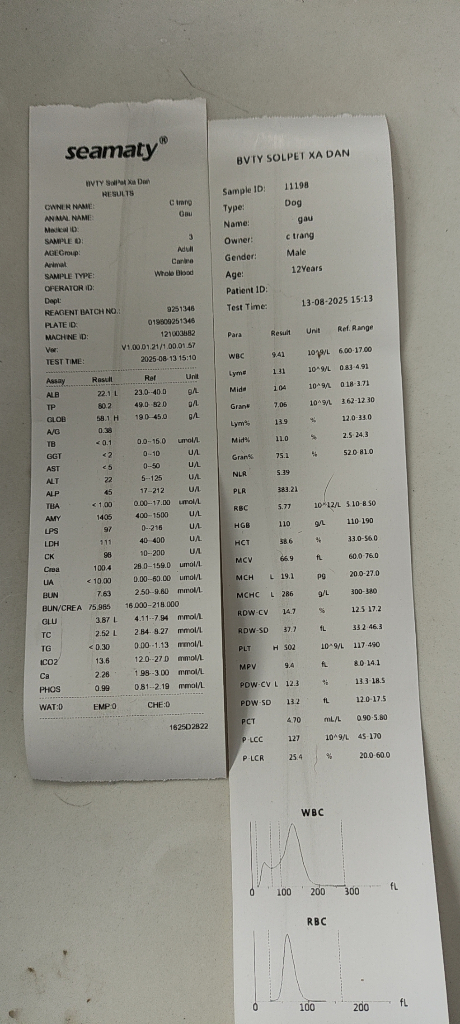 seamaty®
BVTY SolPet Xa Dan
RESULTS
OWNER NAME: C trang
ANIMAL NAME: Gau
Medical ID:
SAMPLE ID: 3
AGEGroup: Adult
Animal: Canine
SAMPLE TYPE: Whole Blood
OPERATOR ID:
Dept:
REAGENT BATCH NO.: 9251346
PLATE ID: 019809251346
MACHINE ID: 121003882
Ver: V1.00.01.21/1.00.01.57
TEST TIME: 2025-08-13 15:10
Assay Result Ref Unit
ALB 22.1 L 23.0-40.0 g/L
TP 80.2 49.0-82.0 g/L
GLOB 58.1 H 19.0-45.0 g/L
A/G 0.38
TB <0.1 0.0-15.0 umol/L
GGT <2 0-10 U/L
AST <5 0-50 U/L
ALT 22 5-125 U/L
ALP 45 17-212 U/L
TBA <1.00 0.00-17.00 umol/L
AMY 1405 400-1500 U/L
LPS 97 0-216 U/L
LDH 111 40-400 U/L
CK 98 10-200 U/L
Crea 100.4 28.0-159.0 umol/L
UA <10.00 0.00-60.00 umol/L
BUN 7.63 2.50-9.60 mmol/L
BUN/CREA 75.985 16.000-218.000
GLU 3.87 L 4.11-7.94 mmol/L
TC 2.52 L 2.84-8.27 mmol/L
TG <0.30 0.00-1.13 mmol/L
tCO2 13.6 12.0-27.0 mmol/L
Ca 2.26 1.98-3.00 mmol/L
PHOS 0.99 0.81-2.19 mmol/L
WAT:0 EMP:0 CHE:0
1625D2822
BVTY SOLPET XA DAN
Sample ID: 11198
Type: Dog
Name: gau
Owner: c trang
Gender: Male
Age: 12Years
Patient ID:
Test Time: 13-08-2025 15:13
Para Result Unit Ref. Range
WBC 9.41 10^9/L 6.00-17.00
Lym# 1.31 10^9/L 0.83-4.91
Mid# 1.04 10^9/L 0.18-3.71
Gran# 7.06 10^9/L 3.62-12.30
Lym% 13.9 % 12.0-33.0
Mid% 11.0 % 2.5-24.3
Gran% 75.1 % 52.0-81.0
NLR 5.39
PLR 383.21
RBC 5.77 10^12/L 5.10-8.50
HGB 110 g/L 110-190
HCT 38.6 % 33.0-56.0
MCV 66.9 fL 60.0-76.0
MCH L 19.1 pg 20.0-27.0
MCHC L 286 g/L 300-380
RDW-CV 14.7 % 12.5-17.2
RDW-SD 37.7 fL 33.2-46.3
PLT H 502 10^9/L 117-490
MPV 9.4 fL 8.0-14.1
PDW-CV L 12.3 % 13.3-18.5
PDW-SD 13.2 fL 12.0-17.5
PCT 4.70 mL/L 0.90-5.80
P-LCC 127 10^9/L 45-170
P-LCR 25.4 % 20.0-60.0
WBC
0 100 200 300 fL
RBC
0 100 200 fL